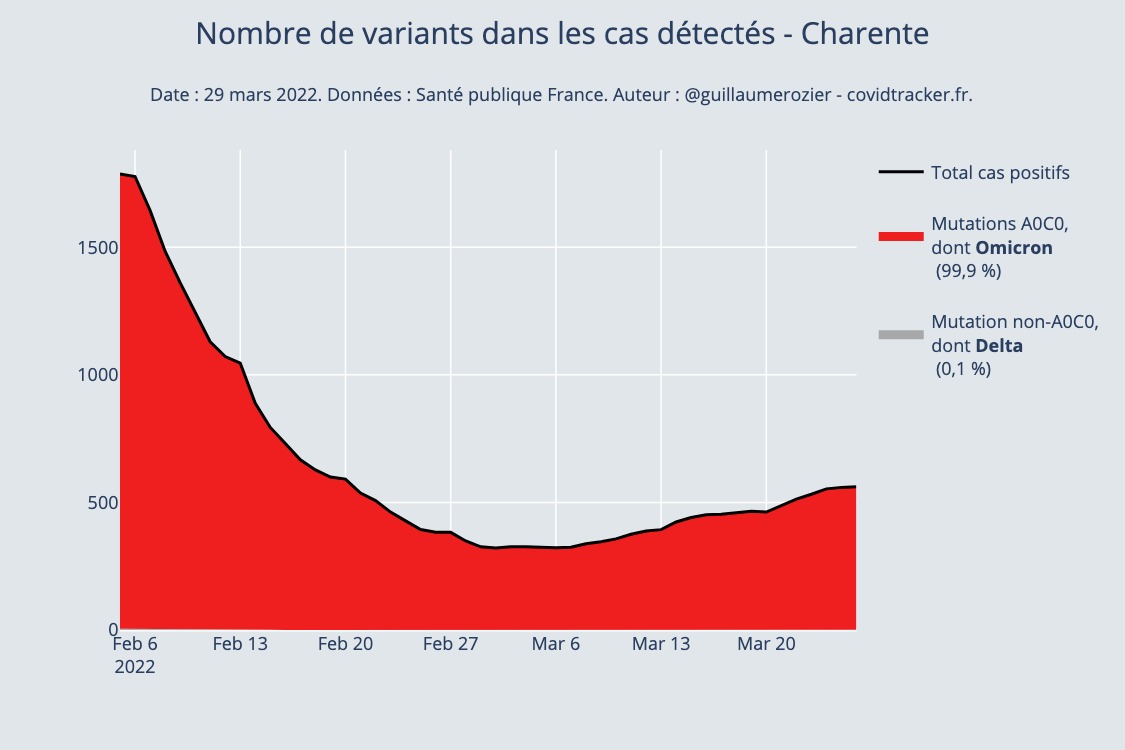 Nombre de variants dans les cas détectés - Charente
Date : 29 mars 2022. Données : Santé publique France. Auteur : @guillaumerozier - covidtracker.fr.
Total cas positifs
Mutations A0C0,
dont Omicron
(99,9 %)
Mutation non-A0C0,
dont Delta
(0,1 %)
1500
1000
500
0
Feb 6 Feb 13 Feb 20 Feb 27 Mar 6 Mar 13 Mar 20
2022